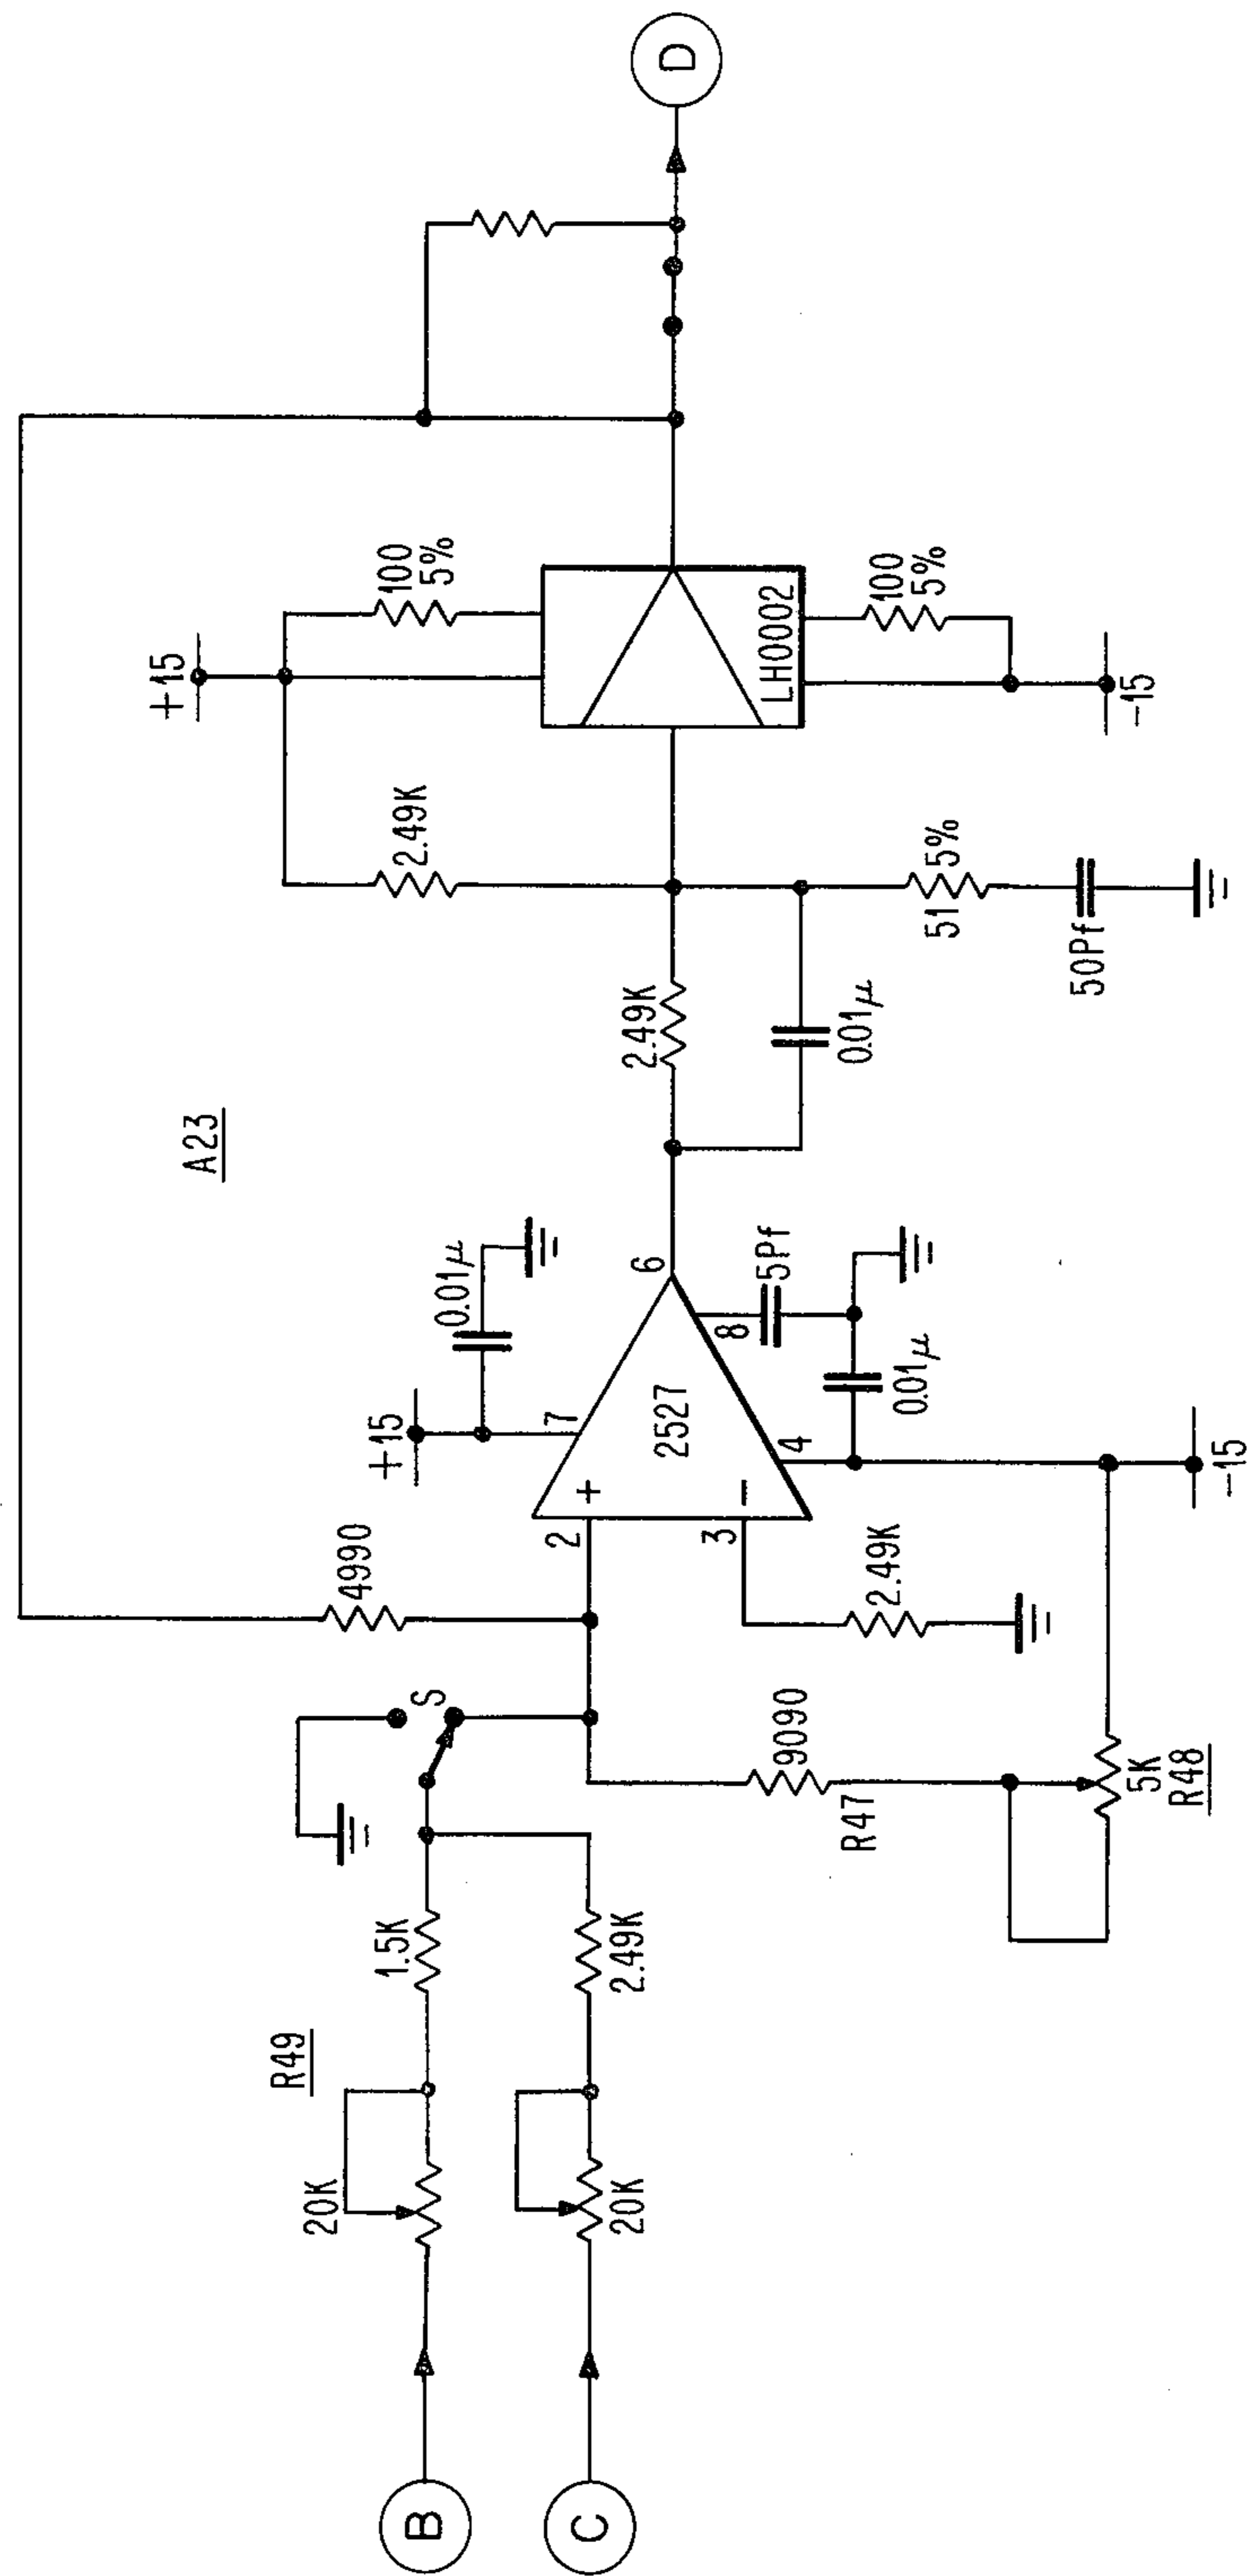 B
C
20K
R49
1.5K
20K
2.49K
S
4990
9090
R47
5K
R48
2
+
3
−
2527
7
+15
0.01μ
4
−15
0.01μ
8
5Pf
6
2.49K
A23
2.49K
0.01μ
2.49K
51
5%
50Pf
+15
100
5%
LH0002
100
5%
−15
D